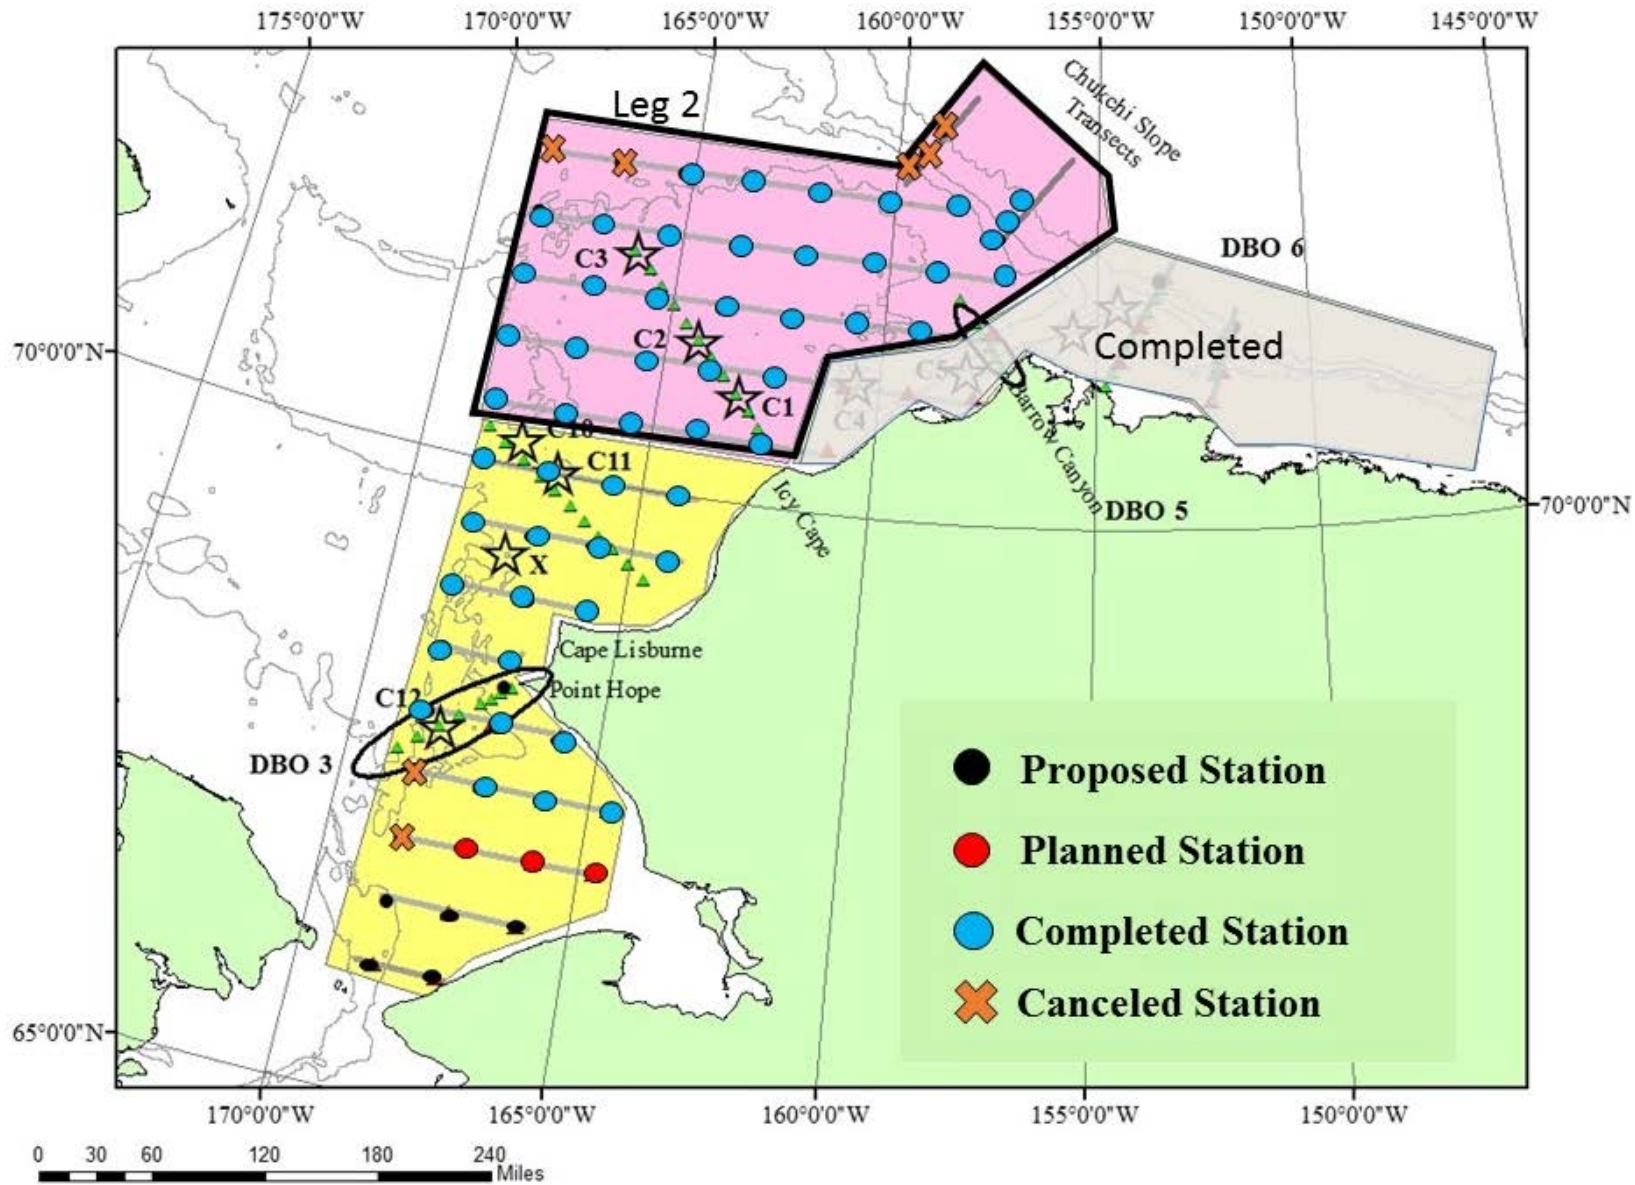 175°0'0"W
170°0'0"W
165°0'0"W
160°0'0"W
155°0'0"W
150°0'0"W
145°0'0"W
Leg 2
Chukchi Slope
Transects
DBO 6
C3
C2
C1
Completed
70°0'0"N
C4
C5
C10
C11
Barrow Canyon
Icy Cape
DBO 5
70°0'0"N
X
Cape Lisburne
Point Hope
C12
DBO 3
Proposed Station
Planned Station
Completed Station
Canceled Station
65°0'0"N
170°0'0"W
165°0'0"W
160°0'0"W
155°0'0"W
150°0'0"W
0 30 60 120 180 240
Miles